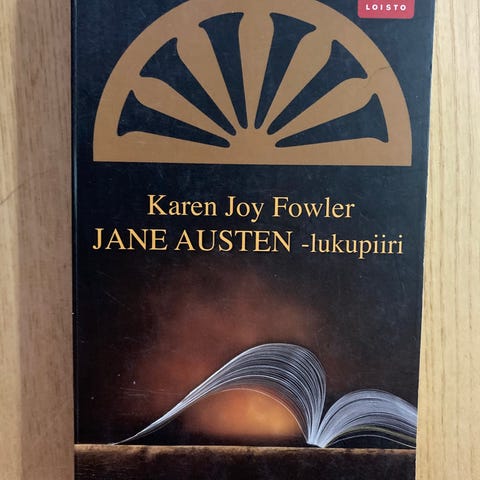 LOISTO
Karen Joy Fowler
JANE AUSTEN -lukupiiri